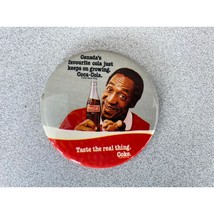 Canada's
favourite cola just
keeps on growing.
Coca-Cola.
Taste the real thing.
Coke.